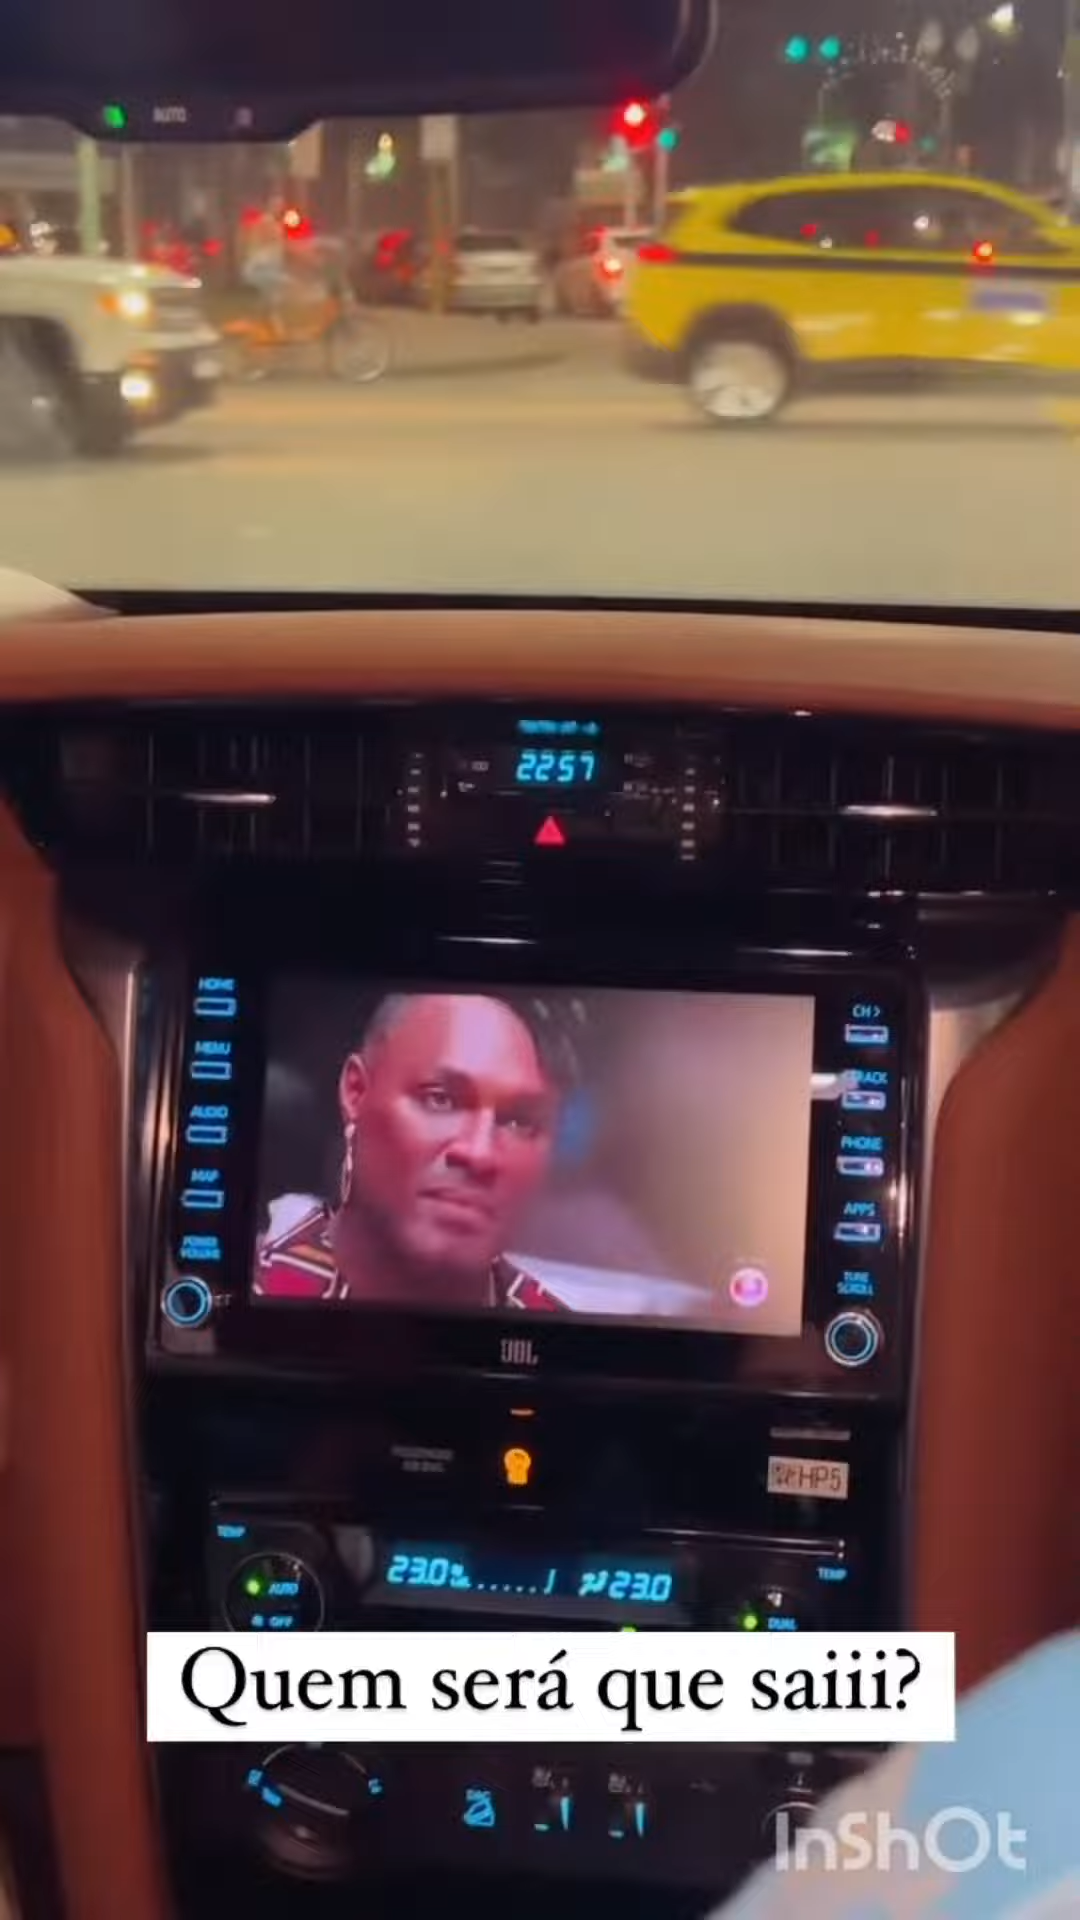 AUTO
2257
HOME
CH>
MENU
TRACK
AUDIO
PHONE
MAP
APPS
POWER
VOLUME
TUNE
SCROLL
JBL
HP5
TEMP
23.0
23.0
TEMP
AUTO
OFF
DUAL
Quem será que saiii?
InShOt